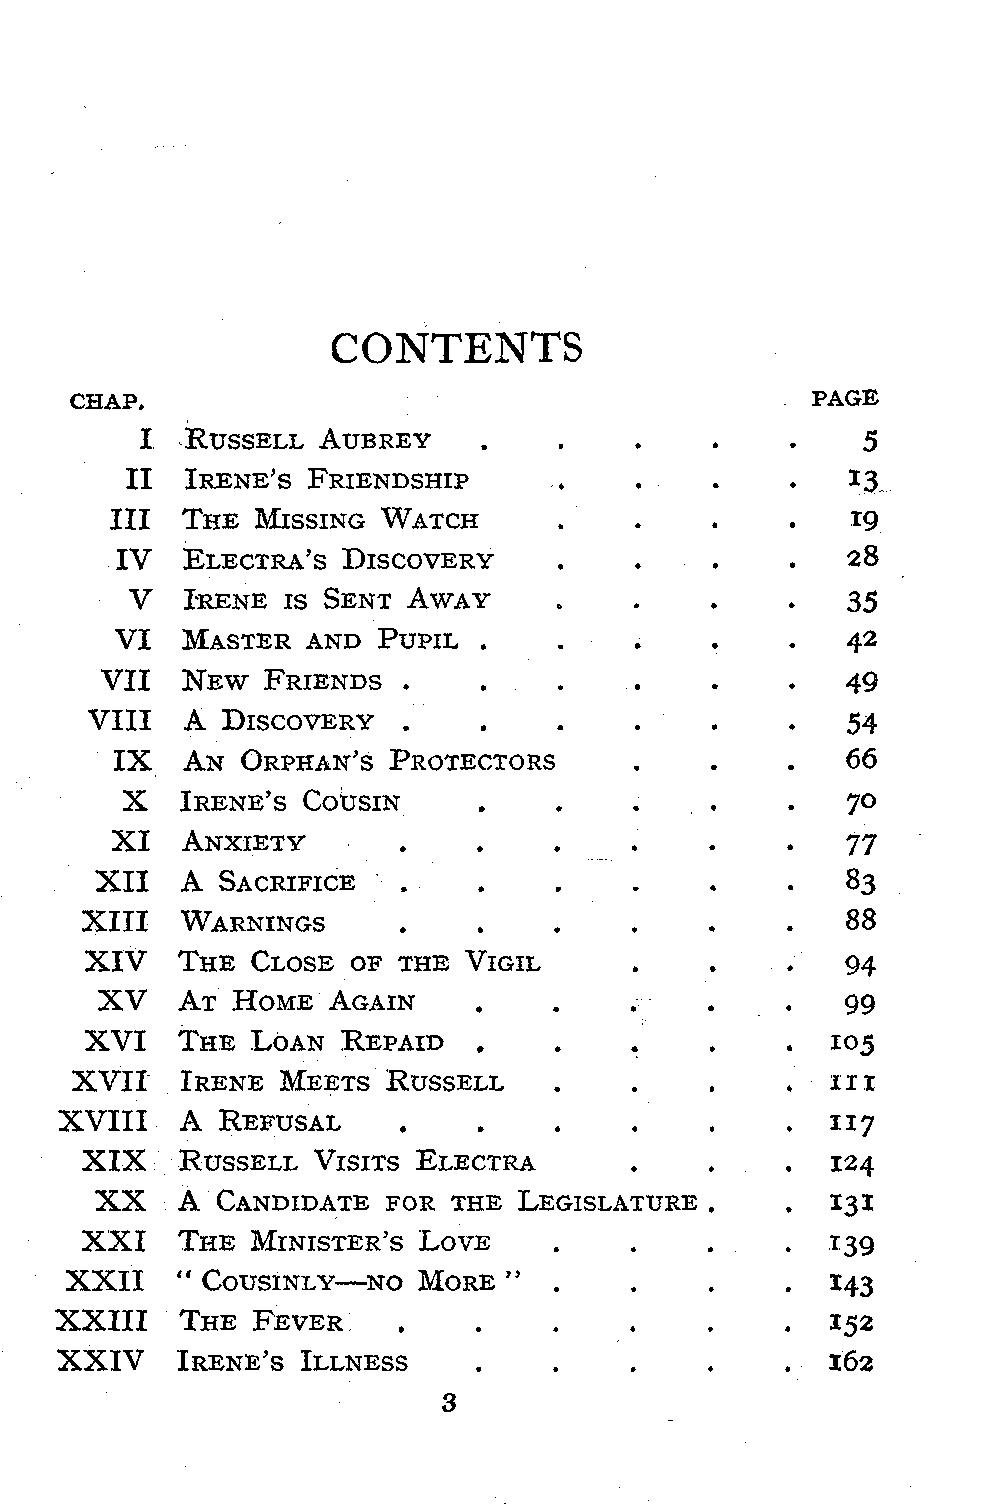 CONTENTS
CHAP. PAGE
I RUSSELL AUBREY . . . . . 5
II IRENE'S FRIENDSHIP . . . . 13
III THE MISSING WATCH . . . . 19
IV ELECTRA'S DISCOVERY . . . . 28
V IRENE IS SENT AWAY . . . . 35
VI MASTER AND PUPIL . . . . . 42
VII NEW FRIENDS . . . . . . 49
VIII A DISCOVERY . . . . . . 54
IX AN ORPHAN'S PROTECTORS . . . 66
X IRENE'S COUSIN . . . . . 70
XI ANXIETY . . . . . . 77
XII A SACRIFICE . . . . . . 83
XIII WARNINGS . . . . . . 88
XIV THE CLOSE OF THE VIGIL . . . 94
XV AT HOME AGAIN . . . . . 99
XVI THE LOAN REPAID . . . . . 105
XVII IRENE MEETS RUSSELL . . . . 111
XVIII A REFUSAL . . . . . . 117
XIX RUSSELL VISITS ELECTRA . . . 124
XX A CANDIDATE FOR THE LEGISLATURE . . 131
XXI THE MINISTER'S LOVE . . . . 139
XXII "COUSINLY—NO MORE" . . . . 143
XXIII THE FEVER . . . . . . 152
XXIV IRENE'S ILLNESS . . . . . 162
3